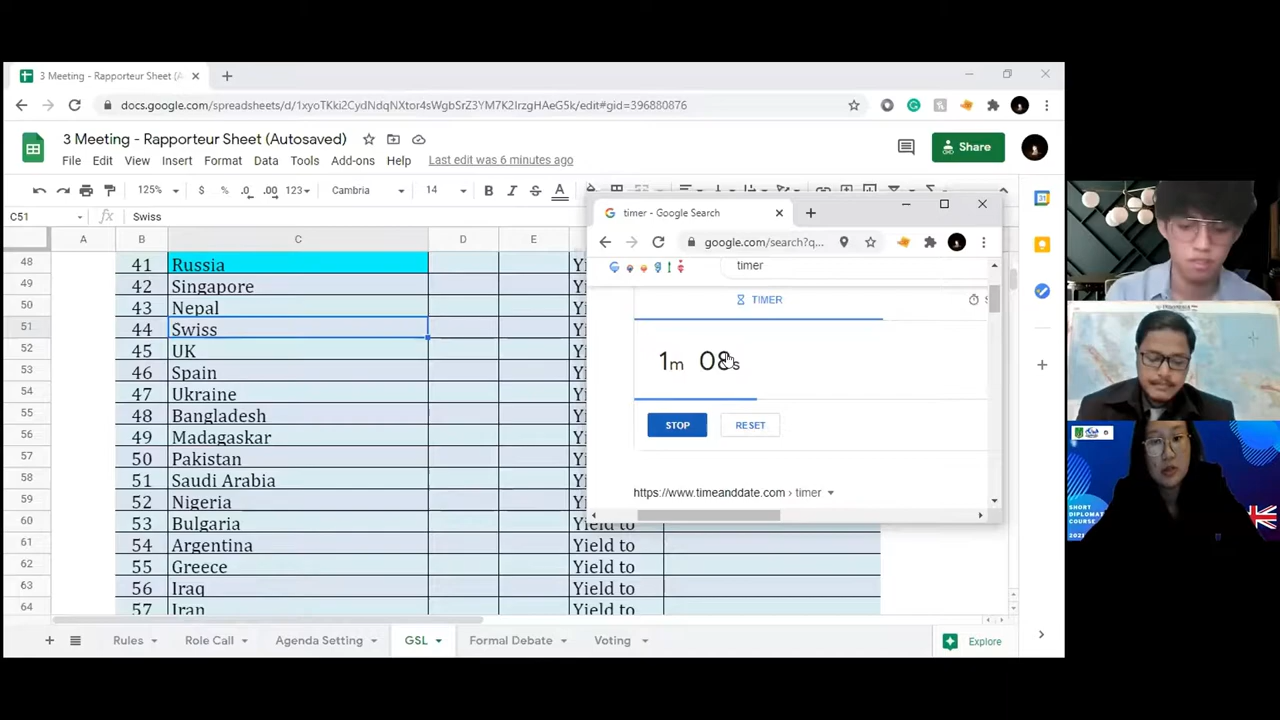 3 Meeting - Rapporteur Sheet (A
docs.google.com/spreadsheets/d/1xyoTKki2CydNdqNXtor4sWgbSrZ3YM7K2IrzgHAeG5k/edit#gid=396880876
3 Meeting - Rapporteur Sheet (Autosaved)
File Edit View Insert Format Data Tools Add-ons Help Last edit was 6 minutes ago
Share
125% $ % .0 .00 123 Cambria 14 B I S A
C51 fx Swiss
A B C D E
48 41 Russia
49 42 Singapore
50 43 Nepal
51 44 Swiss
52 45 UK
53 46 Spain
54 47 Ukraine
55 48 Bangladesh
56 49 Madagaskar
57 50 Pakistan
58 51 Saudi Arabia
59 52 Nigeria
60 53 Bulgaria Yield to
61 54 Argentina Yield to
62 55 Greece Yield to
63 56 Iraq Yield to
64 57 Iran Yield to
Rules Role Call Agenda Setting GSL Formal Debate Voting Explore
timer - Google Search
google.com/search?q...
timer
TIMER
1m 08s
STOP RESET
https://www.timeanddate.com › timer
31
SHORT
DIPLOMAT
COURSE